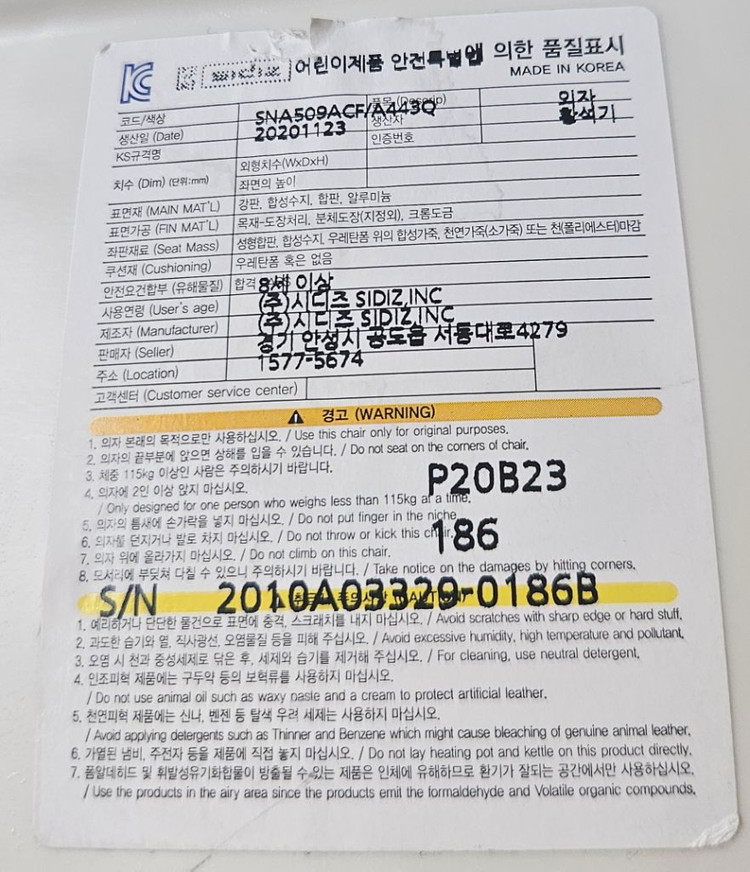 어린이제품 안전특별법 의한 품질표시
MADE IN KOREA
코드/색상 SNA509ACF/A443Q 품목 (Descrip) 의자
생산일 (Date) 20201123 생산자 황석기
KS규격명 인증번호
치수 (Dim) (단위:mm) 외형치수(WxDxH)
좌면의 높이
표면재 (MAIN MAT'L) 강판, 합성수지, 합판, 알루미늄
표면가공 (FIN MAT'L) 목재-도장처리, 분체도장(지정외), 크롬도금
좌판재료 (Seat Mass) 성형합판, 합성수지, 우레탄폼 위의 합성가죽, 천연가죽(소가죽) 또는 천(폴리에스터)마감
쿠션재 (Cushioning) 우레탄폼 혹은 없음
안전요건합부 (유해물질) 합격
사용연령 (User's age) 8세 이상
제조자 (Manufacturer) (주)시디즈 SIDIZ,INC
판매자 (Seller) (주)시디즈 SIDIZ,INC
주소 (Location) 경기 안성시 공도읍 서동대로4279
고객센터 (Customer service center) 1577-5674
경고 (WARNING)
1. 의자 본래의 목적으로만 사용하십시오. / Use this chair only for original purposes.
2. 의자의 끝부분에 앉으면 상해를 입을 수 있습니다. / Do not seat on the corners of chair.
3. 체중 115kg 이상인 사람은 주의하시기 바랍니다.
4. 의자에 2인 이상 앉지 마십시오.
/ Only designed for one person who weighs less than 115kg at a time.
P20B23
5. 의자의 틈새에 손가락을 넣지 마십시오. / Do not put finger in the niche.
6. 의자를 던지거나 발로 차지 마십시오. / Do not throw or kick this chair.
186
7. 의자 위에 올라가지 마십시오. / Do not climb on this chair.
8. 모서리에 부딪쳐 다칠 수 있으니 주의하시기 바랍니다. / Take notice on the damages by hitting corners.
S/N 2010A03329-0186B
1. 예리하거나 단단한 물건으로 표면에 충격, 스크래치를 내지 마십시오. / Avoid scratches with sharp edge or hard stuff.
2. 과도한 습기와 열, 직사광선, 오염물질 등을 피해 주십시오. / Avoid excessive humidity, high temperature and pollutant.
3. 오염 시 천과 중성세제로 닦은 후, 세제와 습기를 제거해 주십시오. / For cleaning, use neutral detergent.
4. 인조피혁 제품에는 구두약 등의 보혁류를 사용하지 마십시오.
/ Do not use animal oil such as waxy paste and a cream to protect artificial leather.
5. 천연피혁 제품에는 신나, 벤젠 등 탈색 우려 세제는 사용하지 마십시오.
/ Avoid applying detergents such as Thinner and Benzene which might cause bleaching of genuine animal leather.
6. 가열된 냄비, 주전자 등을 제품에 직접 놓지 마십시오. / Do not lay heating pot and kettle on this product directly.
7. 폼알데히드 및 휘발성유기화합물이 방출될 수 있는 제품은 인체에 유해하므로 환기가 잘되는 공간에서만 사용하십시오.
/ Use the products in the airy area since the products emit the formaldehyde and Volatile organic compounds.